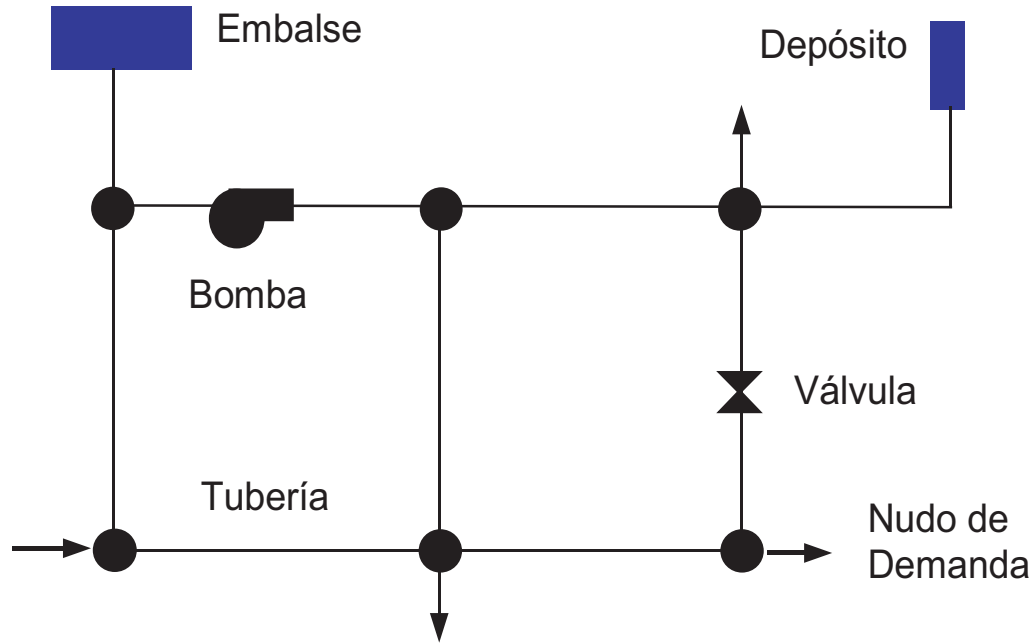 Embalse
Depósito
Bomba
Válvula
Tubería
Nudo de
Demanda